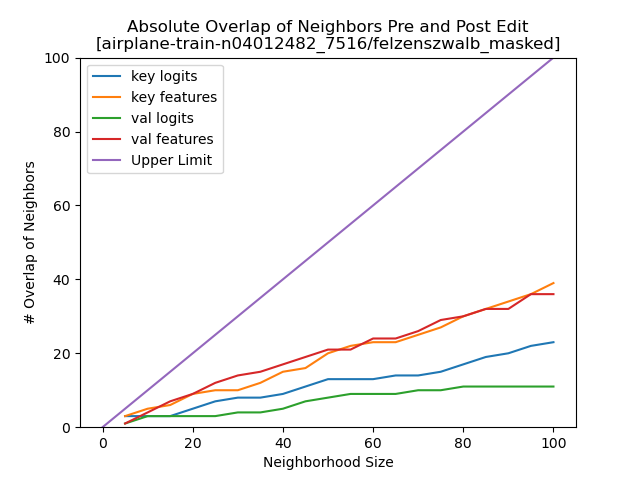 Absolute Overlap of Neighbors Pre and Post Edit
[airplane-train-n04012482_7516/felzenszwalb_masked]
100
80
60
40
20
0
# Overlap of Neighbors
key logits
key features
val logits
val features
Upper Limit
0 20 40 60 80 100
Neighborhood Size